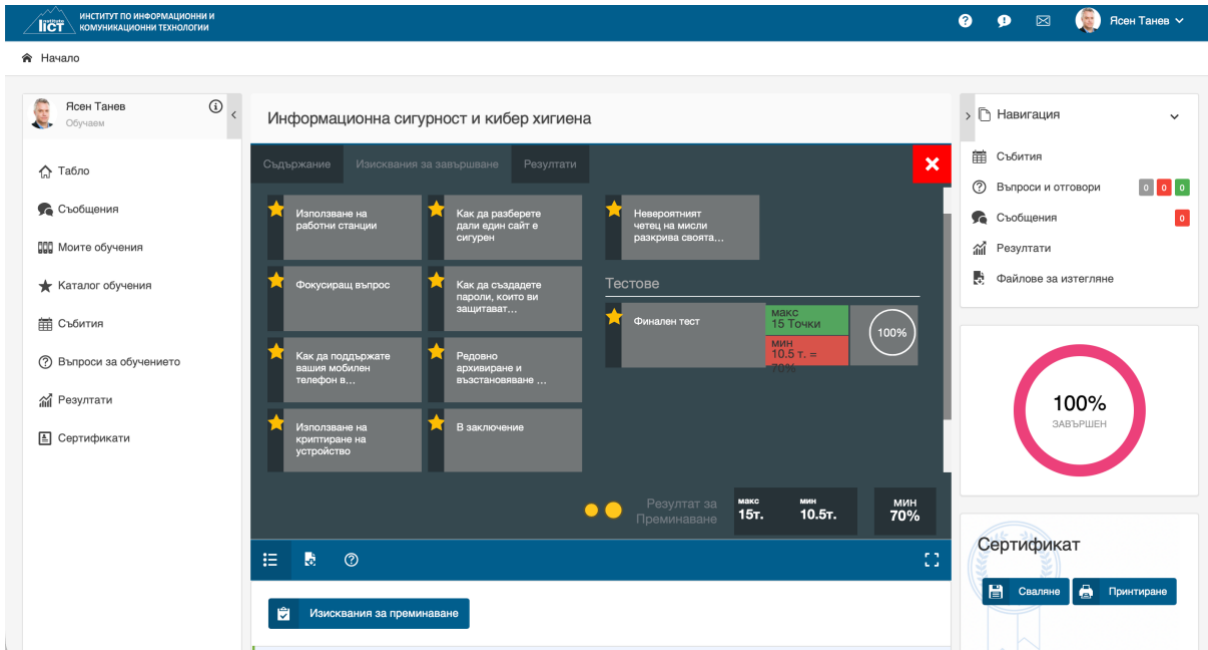 institute
IICT
ИНСТИТУТ ПО ИНФОРМАЦИОННИ И
КОМУНИКАЦИОННИ ТЕХНОЛОГИИ
Ясен Танев
Начало
Ясен Танев
Обучаем
Табло
Съобщения
Моите обучения
Каталог обучения
Събития
Въпроси за обучението
Резултати
Сертификати
Информационна сигурност и кибер хигиена
Съдържание
Изисквания за завършване
Резултати
Използване на
работни станции
Как да разберете
дали един сайт е
сигурен
Невероятният
четец на мисли
разкрива своята...
Фокусиращ въпрос
Как да създадете
пароли, които ви
защитават...
Тестове
Финален тест
макс
15 Точки
мин
10.5 т. =
70%
100%
Как да поддържате
вашия мобилен
телефон в...
Редовно
архивиране и
възстановяване ...
Използване на
криптиране на
устройство
В заключение
Резултат за
Преминаване
макс
15т.
мин
10.5т.
мин
70%
Изисквания за преминаване
Навигация
Събития
Въпроси и отговори
0 0 0
Съобщения
0
Резултати
Файлове за изтегляне
100%
ЗАВЪРШЕН
Сертификат
Сваляне
Принтиране